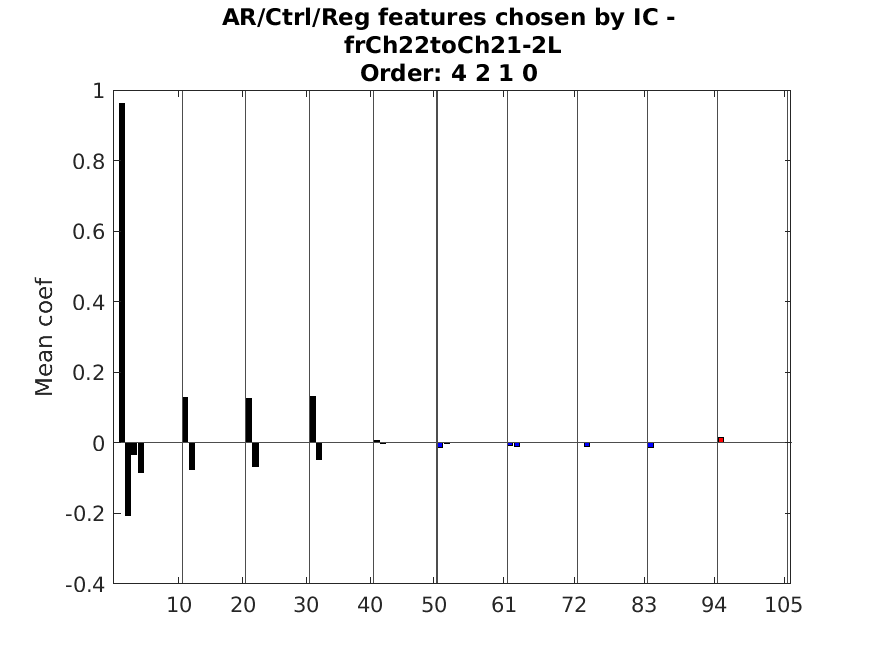 AR/Ctrl/Reg features chosen by IC -
frCh22toCh21-2L
Order: 4 2 1 0
1
0.8
0.6
0.4
0.2
0
-0.2
-0.4
Mean coef
10 20 30 40 50 61 72 83 94 105